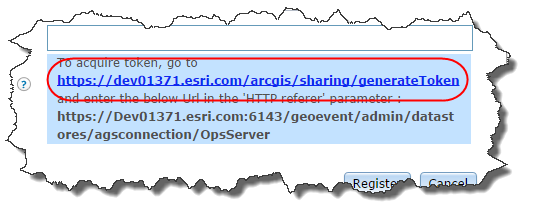 To acquire token, go to
https://dev01371.esri.com/arcgis/sharing/generateToken
and enter the below Url in the 'HTTP referer' parameter :
https://Dev01371.esri.com:6143/geoevent/admin/datast
ores/agsconnection/OpsServer
Register Cancel